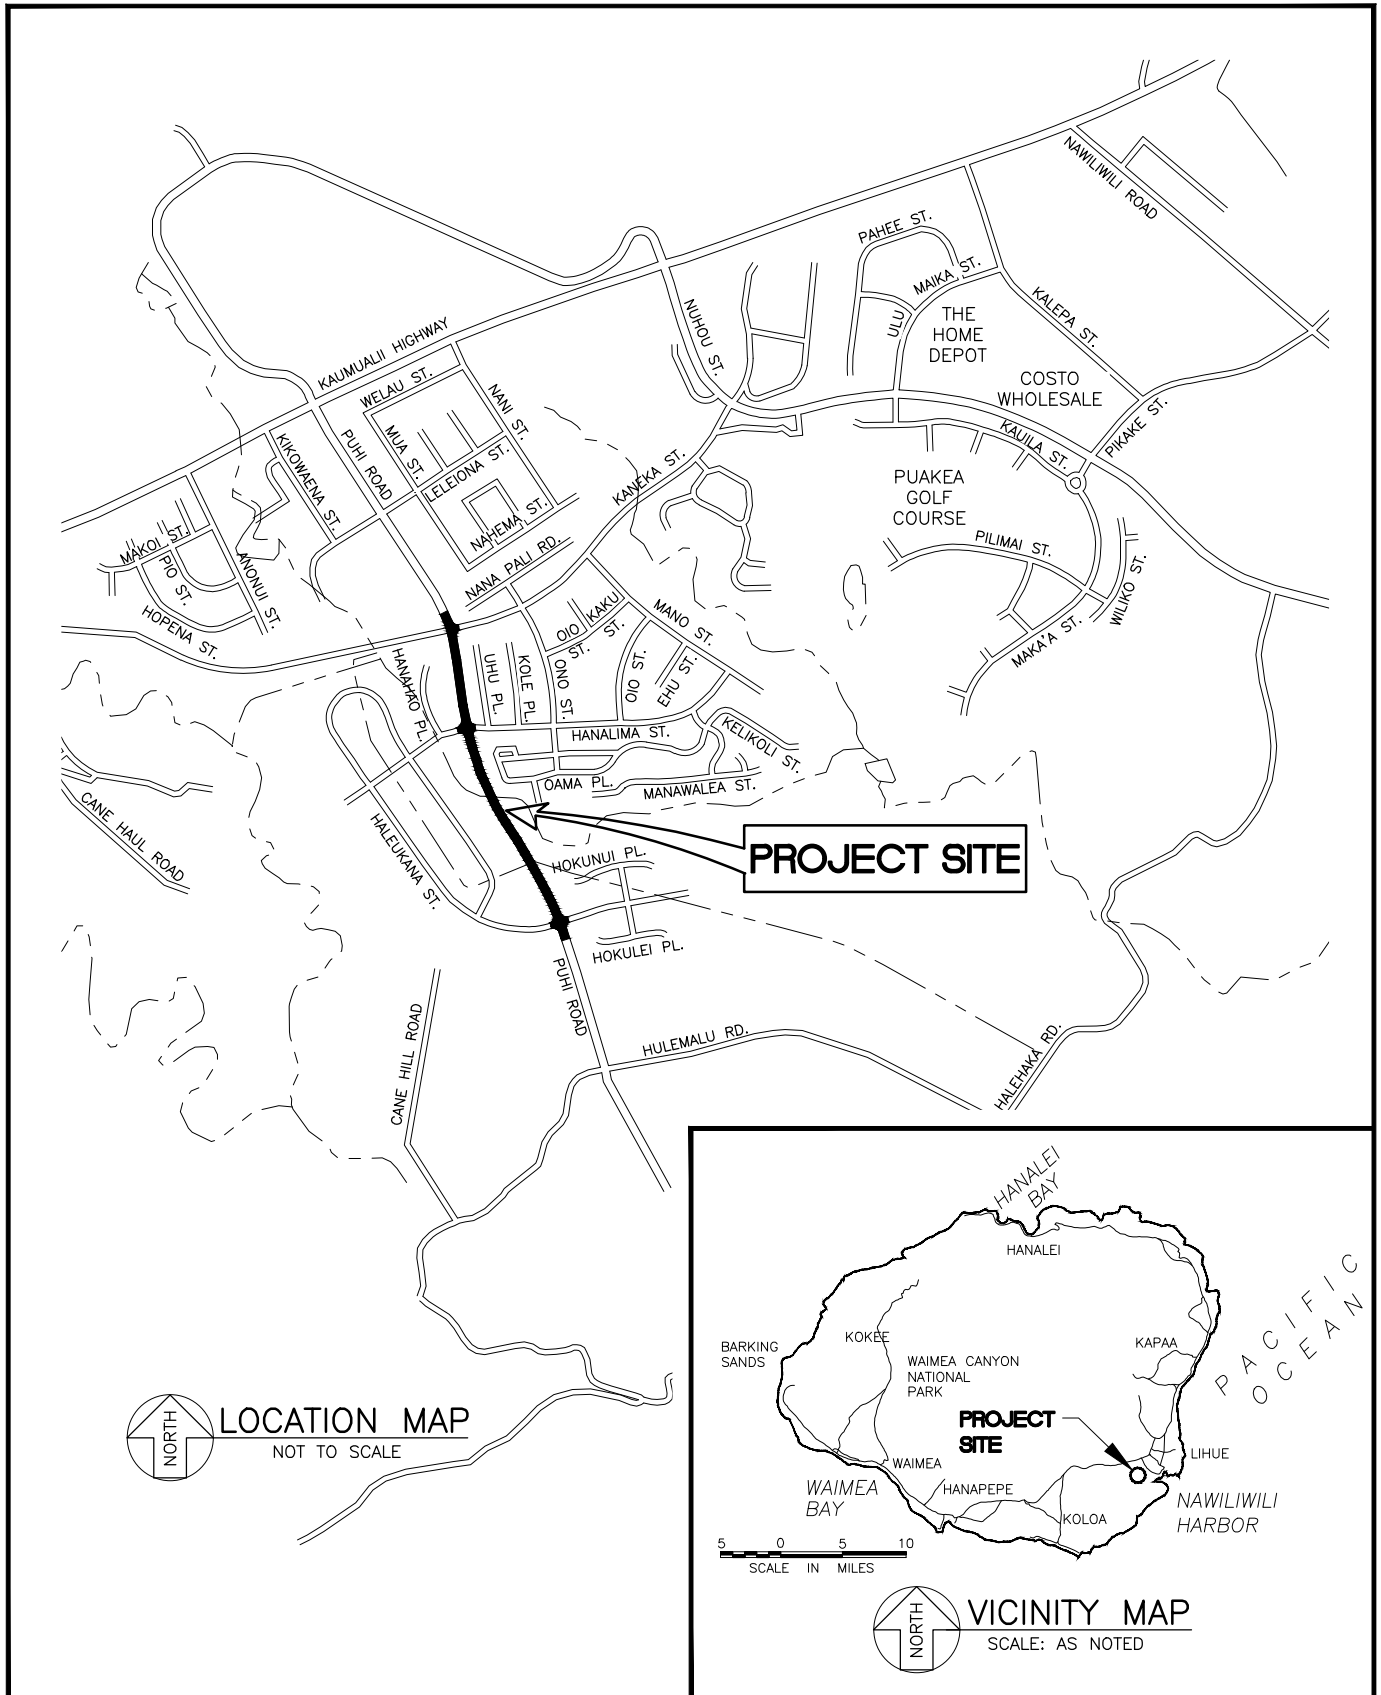 NAWILIWILI ROAD
PAHEE ST.
MAIKA ST.
KALEPA ST.
NUHOU ST.
ULU
THE
HOME
DEPOT
KAUMUALII HIGHWAY
COSTO
WHOLESALE
WELAU ST.
NANI ST.
PIKAKE ST.
KAUILA ST.
MUA ST.
PUHI ROAD
KIKOWAENA ST.
LELEIONA ST.
KANEKA ST.
PUAKEA
GOLF
COURSE
NAHEMA ST.
MAKOI ST.
PIO ST.
ANONUI ST.
NANA PALI RD.
PILIMAI ST.
WILIKO ST.
HOPENA ST.
KAKU
ST.
OIO
ST.
MANO ST.
MAKA'A ST.
HANAHAO PL.
UHU PL.
KOLE PL.
ONO ST.
OIO ST.
EHU ST.
HANALIMA ST.
KELIKOLI ST.
OAMA PL.
MANAWALEA ST.
CANE HAUL ROAD
HALEUKANA ST.
HOKUNUI PL.
PROJECT SITE
HOKULEI PL.
PUHI ROAD
CANE HILL ROAD
HULEMALU RD.
HALEHAKA RD.
NORTH
LOCATION MAP
NOT TO SCALE
HANALEI
BAY
HANALEI
PACIFIC
OCEAN
BARKING
SANDS
KOKEE
KAPAA
WAIMEA CANYON
NATIONAL
PARK
PROJECT
SITE
LIHUE
WAIMEA
WAIMEA
BAY
HANAPEPE
NAWILIWILI
HARBOR
KOLOA
5 0 5 10
SCALE IN MILES
NORTH
VICINITY MAP
SCALE: AS NOTED